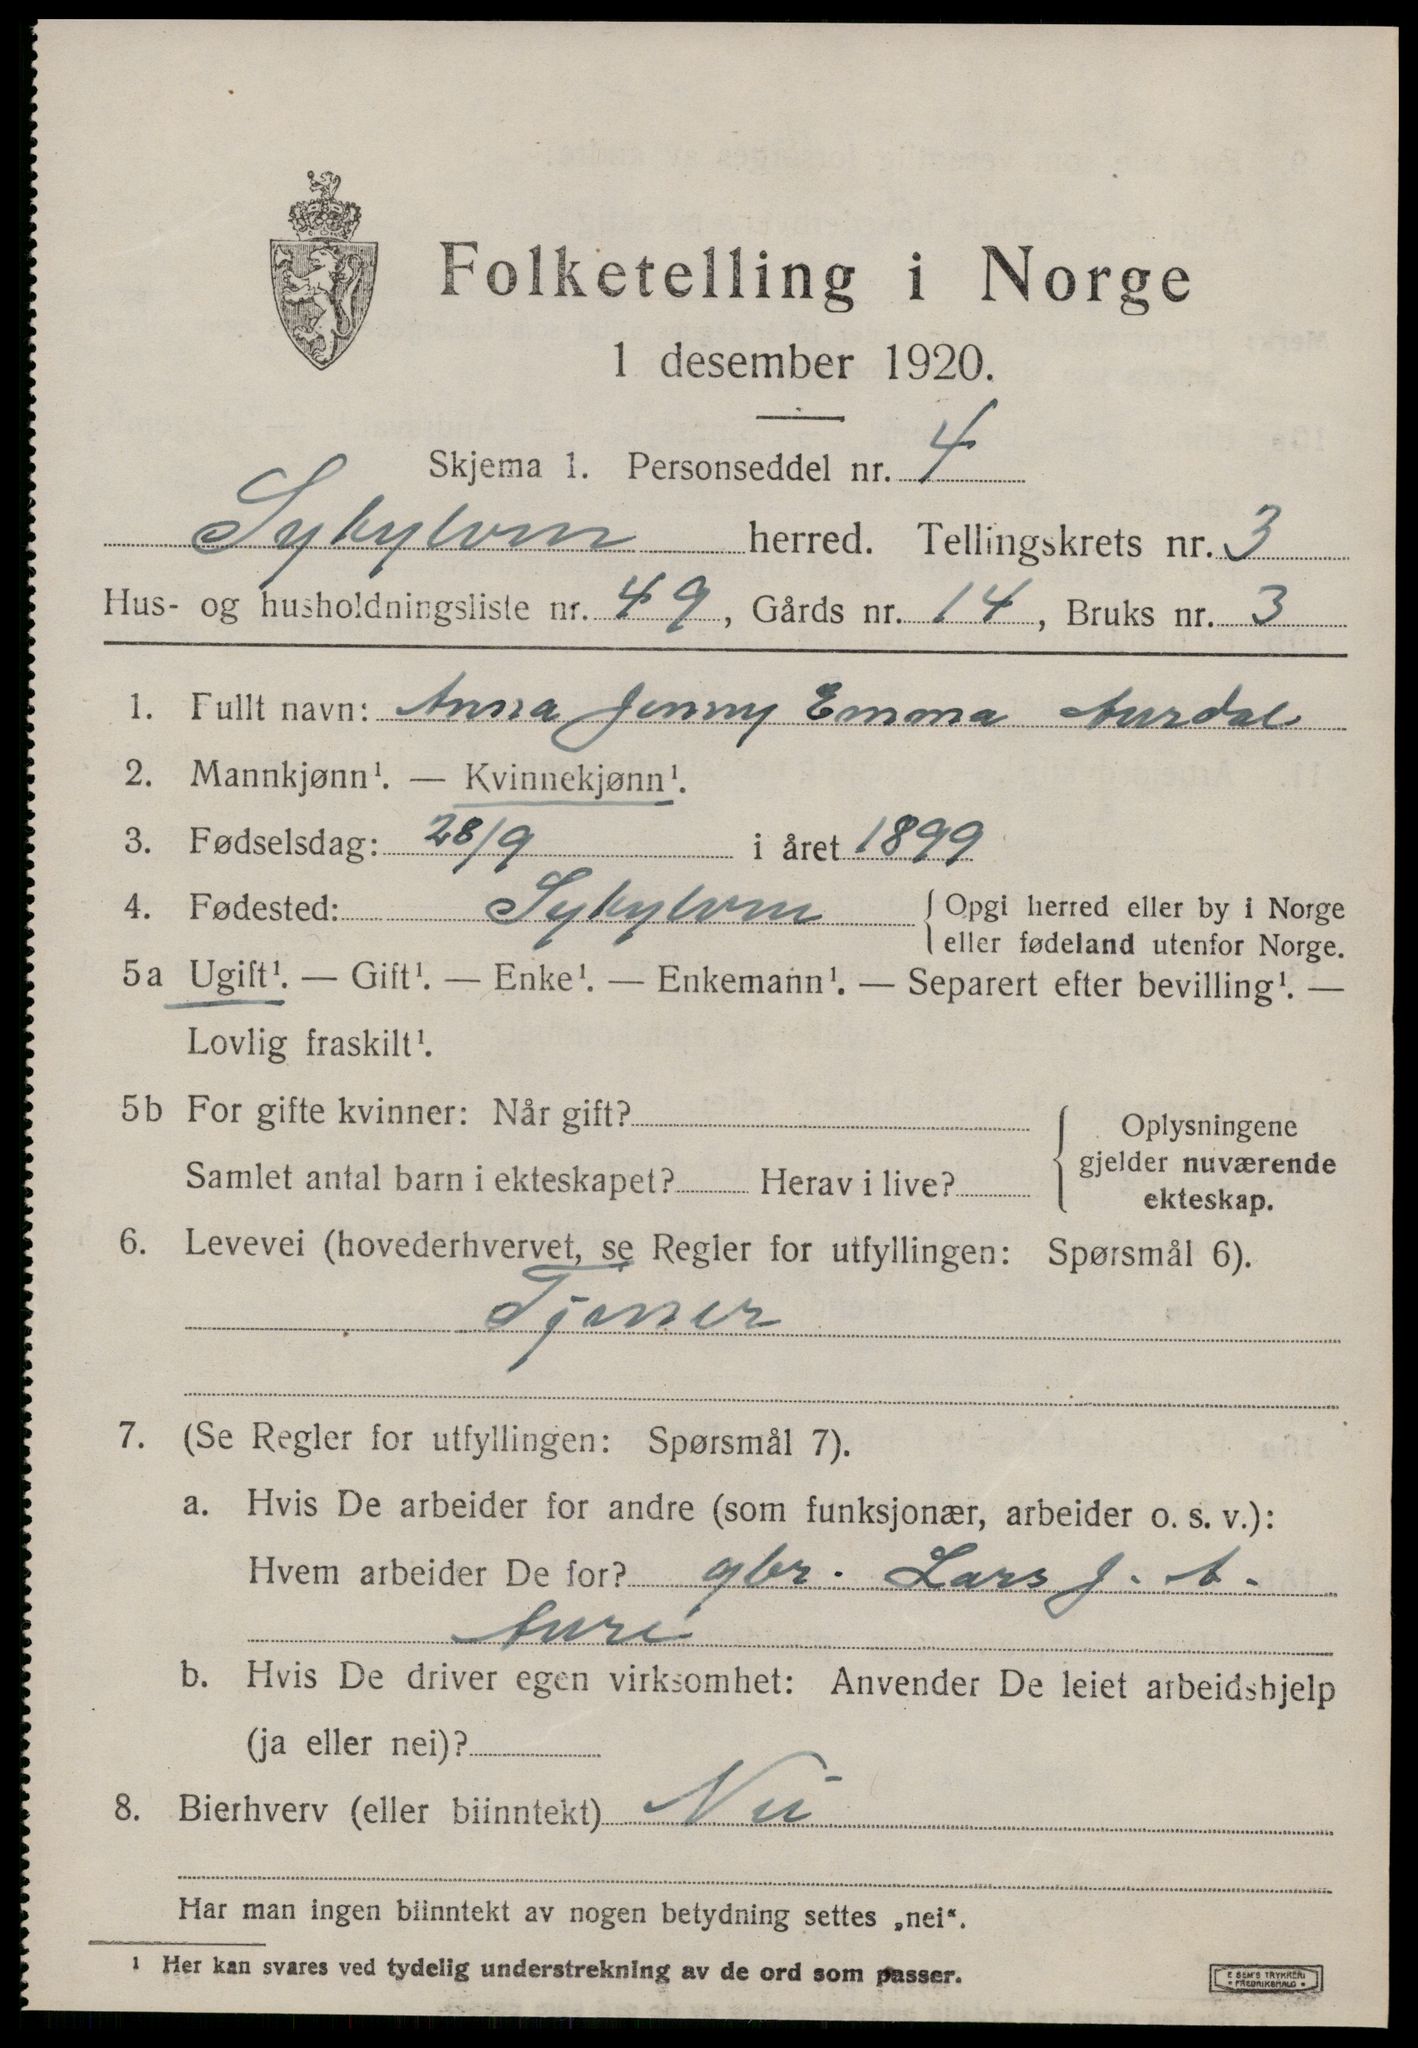 Folketelling i Norge
1 desember 1920.
Skjema 1. Personseddel nr. 4
Sykylven herred. Tellingskrets nr. 3
Hus- og husholdningsliste nr. 49, Gårds nr. 14, Bruks nr. 3
1. Fullt navn: Anna Jenny Emma Aurdal
2. Mannkjønn¹. — Kvinnekjønn¹.
3. Fødselsdag: 28/9 i året 1899
4. Fødested: Sykylven { Opgi herred eller by i Norge
eller fødeland utenfor Norge.
5a Ugift¹. — Gift¹. — Enke¹. — Enkemann¹. — Separert efter bevilling¹. —
Lovlig fraskilt¹.
5b For gifte kvinner: Når gift?
Samlet antal barn i ekteskapet? Herav i live?
{ Oplysningene
gjelder nuværende
ekteskap.
6. Levevei (hovederhvervet, se Regler for utfyllingen: Spørsmål 6).
Tjener
7. (Se Regler for utfyllingen: Spørsmål 7).
a. Hvis De arbeider for andre (som funksjonær, arbeider o. s. v.):
Hvem arbeider De for? gbr. Lars J. A.
Aure
b. Hvis De driver egen virksomhet: Anvender De leiet arbeidshjelp
(ja eller nei)?
8. Bierhverv (eller biinntekt) Nei
Har man ingen biinntekt av nogen betydning settes „nei“.
¹ Her kan svares ved tydelig understrekning av de ord som passer.
E SEM'S TRYKKERI
FREDRIKSHALD